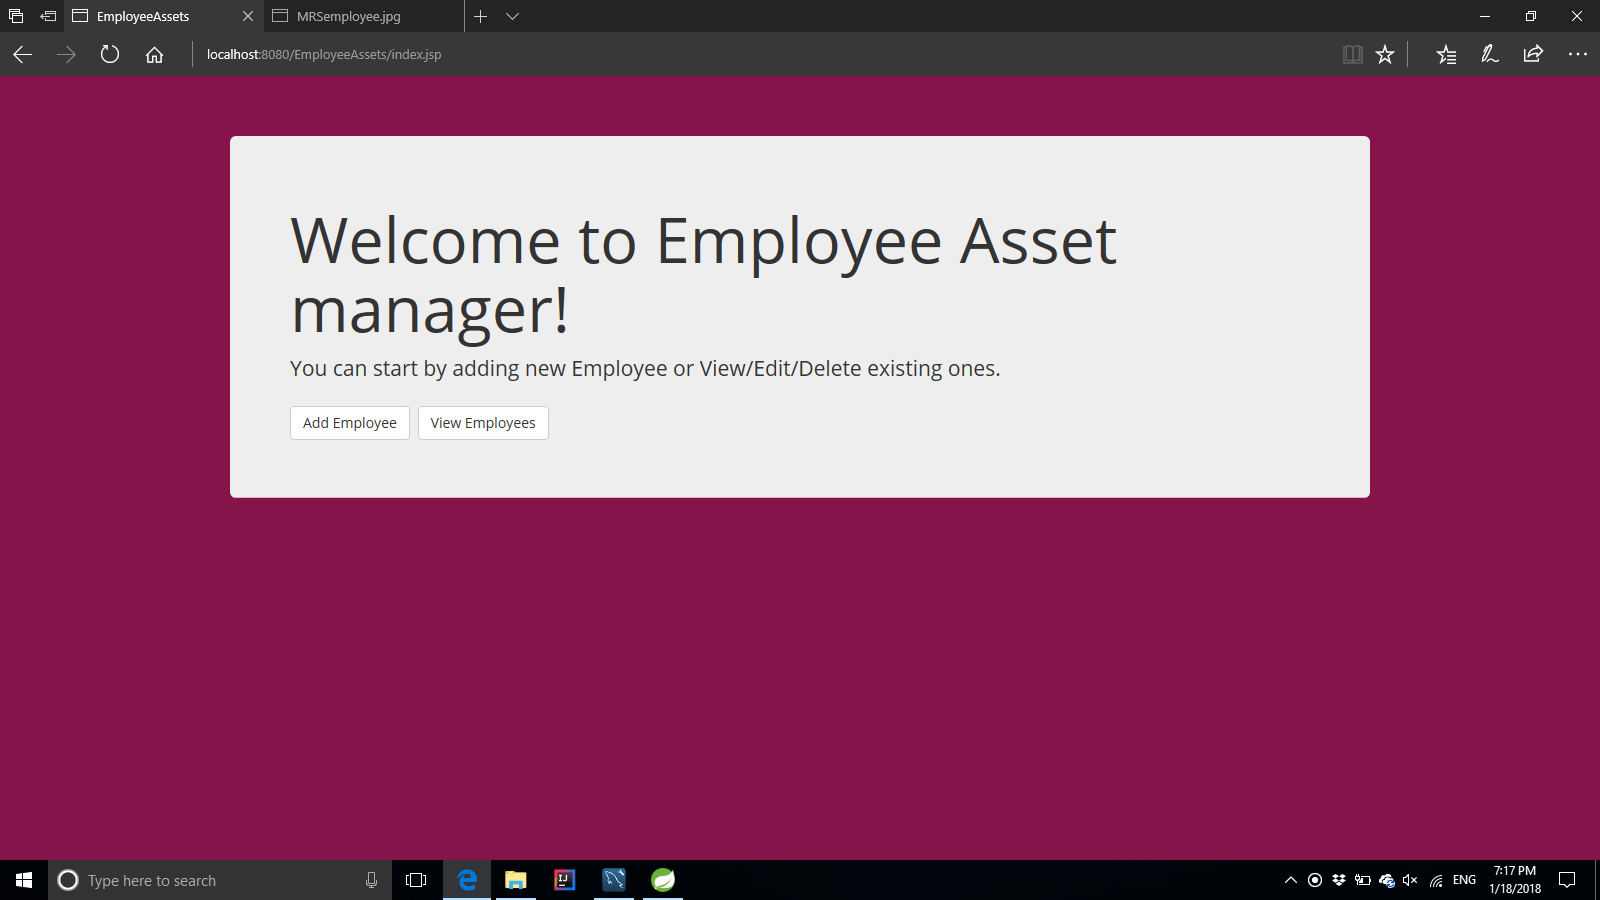 EmployeeAssets
MRSemployee.jpg
localhost:8080/EmployeeAssets/index.jsp
Welcome to Employee Asset
manager!
You can start by adding new Employee or View/Edit/Delete existing ones.
Add Employee
View Employees
Type here to search
IJ
ENG
7:17 PM
1/18/2018